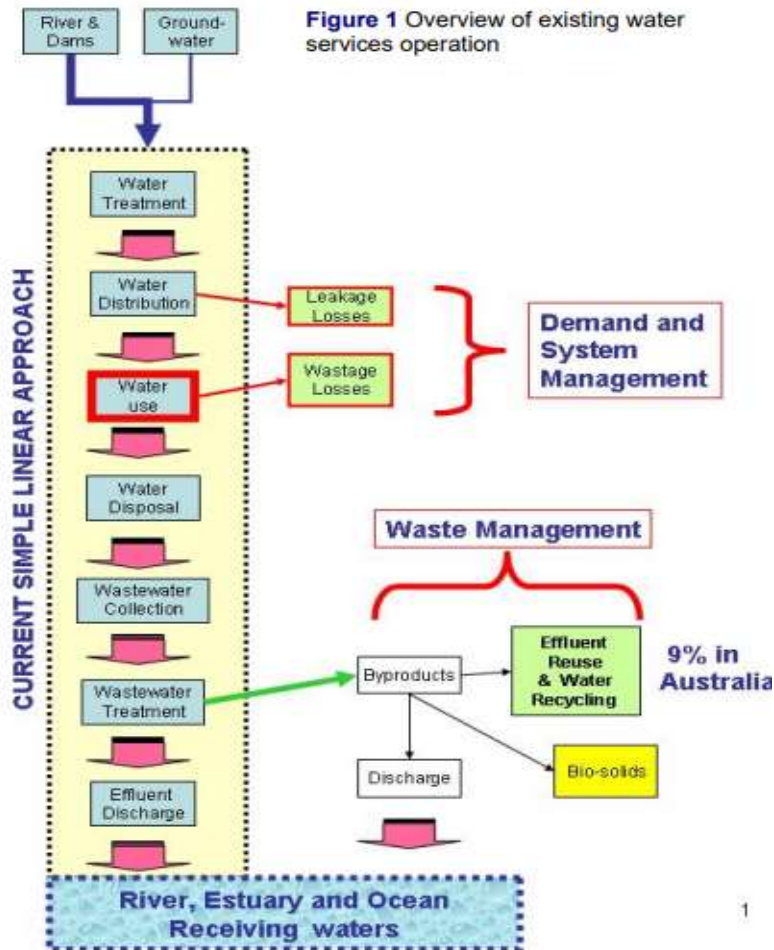 River &
Dams
Ground-
water
Figure 1 Overview of existing water
services operation
CURRENT SIMPLE LINEAR APPROACH
Water
Treatment
Water
Distribution
Leakage
Losses
Demand and
System
Management
Water
use
Wastage
Losses
Water
Disposal
Waste Management
Wastewater
Collection
Wastewater
Treatment
Byproducts
Effluent
Reuse
& Water
Recycling
9% in
Australia
Effluent
Discharge
Discharge
Bio-solids
River, Estuary and Ocean
Receiving waters
1